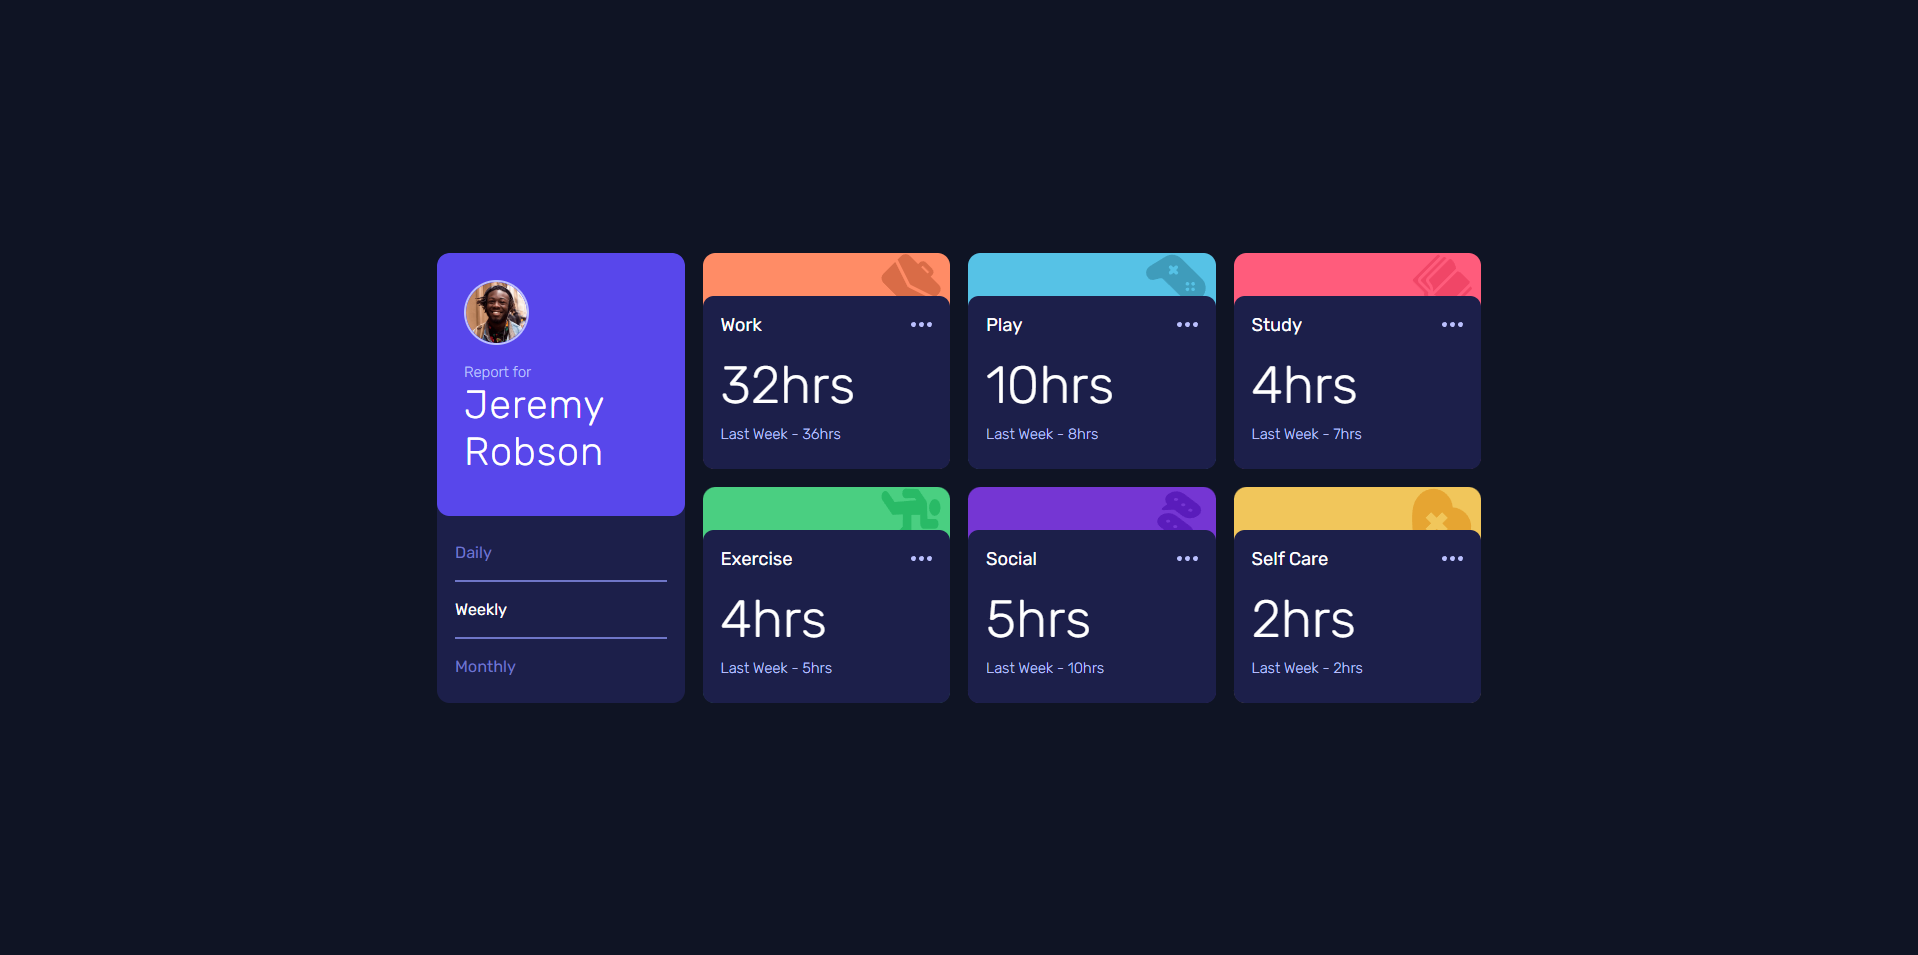 Report for
Jeremy
Robson
Daily
Weekly
Monthly
Work
32hrs
Last Week - 36hrs
Play
10hrs
Last Week - 8hrs
Study
4hrs
Last Week - 7hrs
Exercise
4hrs
Last Week - 5hrs
Social
5hrs
Last Week - 10hrs
Self Care
2hrs
Last Week - 2hrs